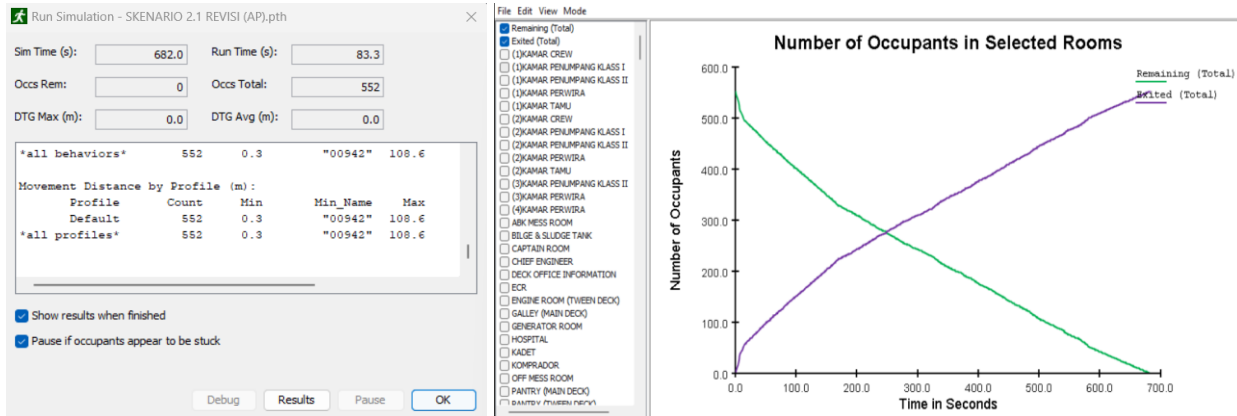 Run Simulation - SKENARIO 2.1 REVISI (AP).pth
Sim Time (s): 682.0 Run Time (s): 83.3
Occs Rem: 0 Occs Total: 552
DTG Max (m): 0.0 DTG Avg (m): 0.0
*all behaviors* 552 0.3 "00942" 108.6
Movement Distance by Profile (m):
Profile Count Min Min_Name Max
Default 552 0.3 "00942" 108.6
*all profiles* 552 0.3 "00942" 108.6
Show results when finished
Pause if occupants appear to be stuck
Debug Results Pause OK
File Edit View Mode
Remaining (Total)
Exited (Total)
(1)KAMAR CREW
(1)KAMAR PENUMPANG KLASS I
(1)KAMAR PENUMPANG KLASS II
(1)KAMAR PERWIRA
(1)KAMAR TAMU
(2)KAMAR CREW
(2)KAMAR PENUMPANG KLASS I
(2)KAMAR PENUMPANG KLASS II
(2)KAMAR PERWIRA
(2)KAMAR TAMU
(3)KAMAR PENUMPANG KLASS II
(3)KAMAR PERWIRA
(4)KAMAR PERWIRA
ABK MESS ROOM
BILGE & SLUDGE TANK
CAPTAIN ROOM
CHIEF ENGINEER
DECK OFFICE INFORMATION
ECR
ENGINE ROOM (TWEEN DECK)
GALLEY (MAIN DECK)
GENERATOR ROOM
HOSPITAL
KADET
KOMPRADOR
OFF MESS ROOM
PANTRY (MAIN DECK)
PANTRY (TWEEN DECK)
Number of Occupants in Selected Rooms
Remaining (Total)
Exited (Total)
Number of Occupants
600.0
500.0
400.0
300.0
200.0
100.0
0.0
0.0 100.0 200.0 300.0 400.0 500.0 600.0 700.0
Time in Seconds